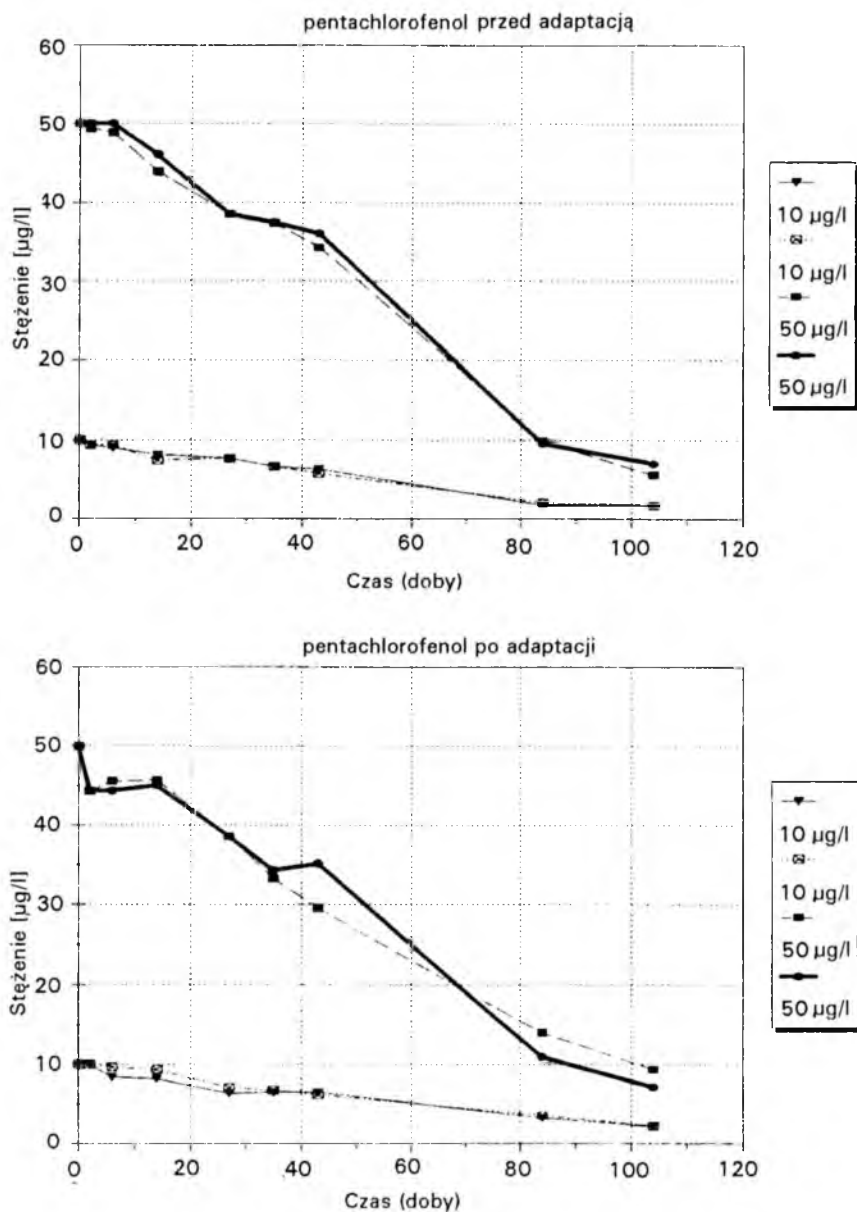 pentachlorofenol przed adaptacją
60
50
40
30
20
10
0
Stężenie [µg/l]
0 20 40 60 80 100 120
Czas (doby)
10 µg/l
10 µg/l
50 µg/l
50 µg/l
pentachlorofenol po adaptacji
60
50
40
30
20
10
0
Stężenie [µg/l]
0 20 40 60 80 100 120
Czas (doby)
10 µg/l
10 µg/l
50 µg/l
50 µg/l